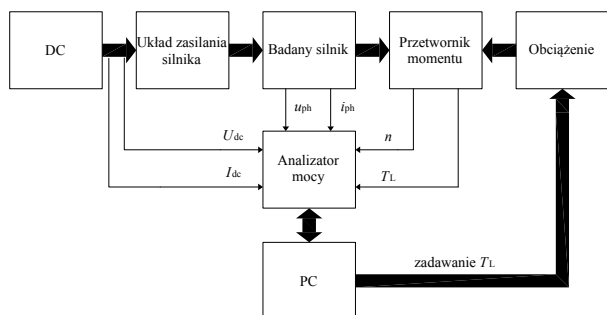 DC
Układ zasilania
silnika
Badany silnik
Przetwornik
momentu
Obciążenie
uph
iph
Udc
n
Analizator
mocy
Idc
TL
zadawanie TL
PC